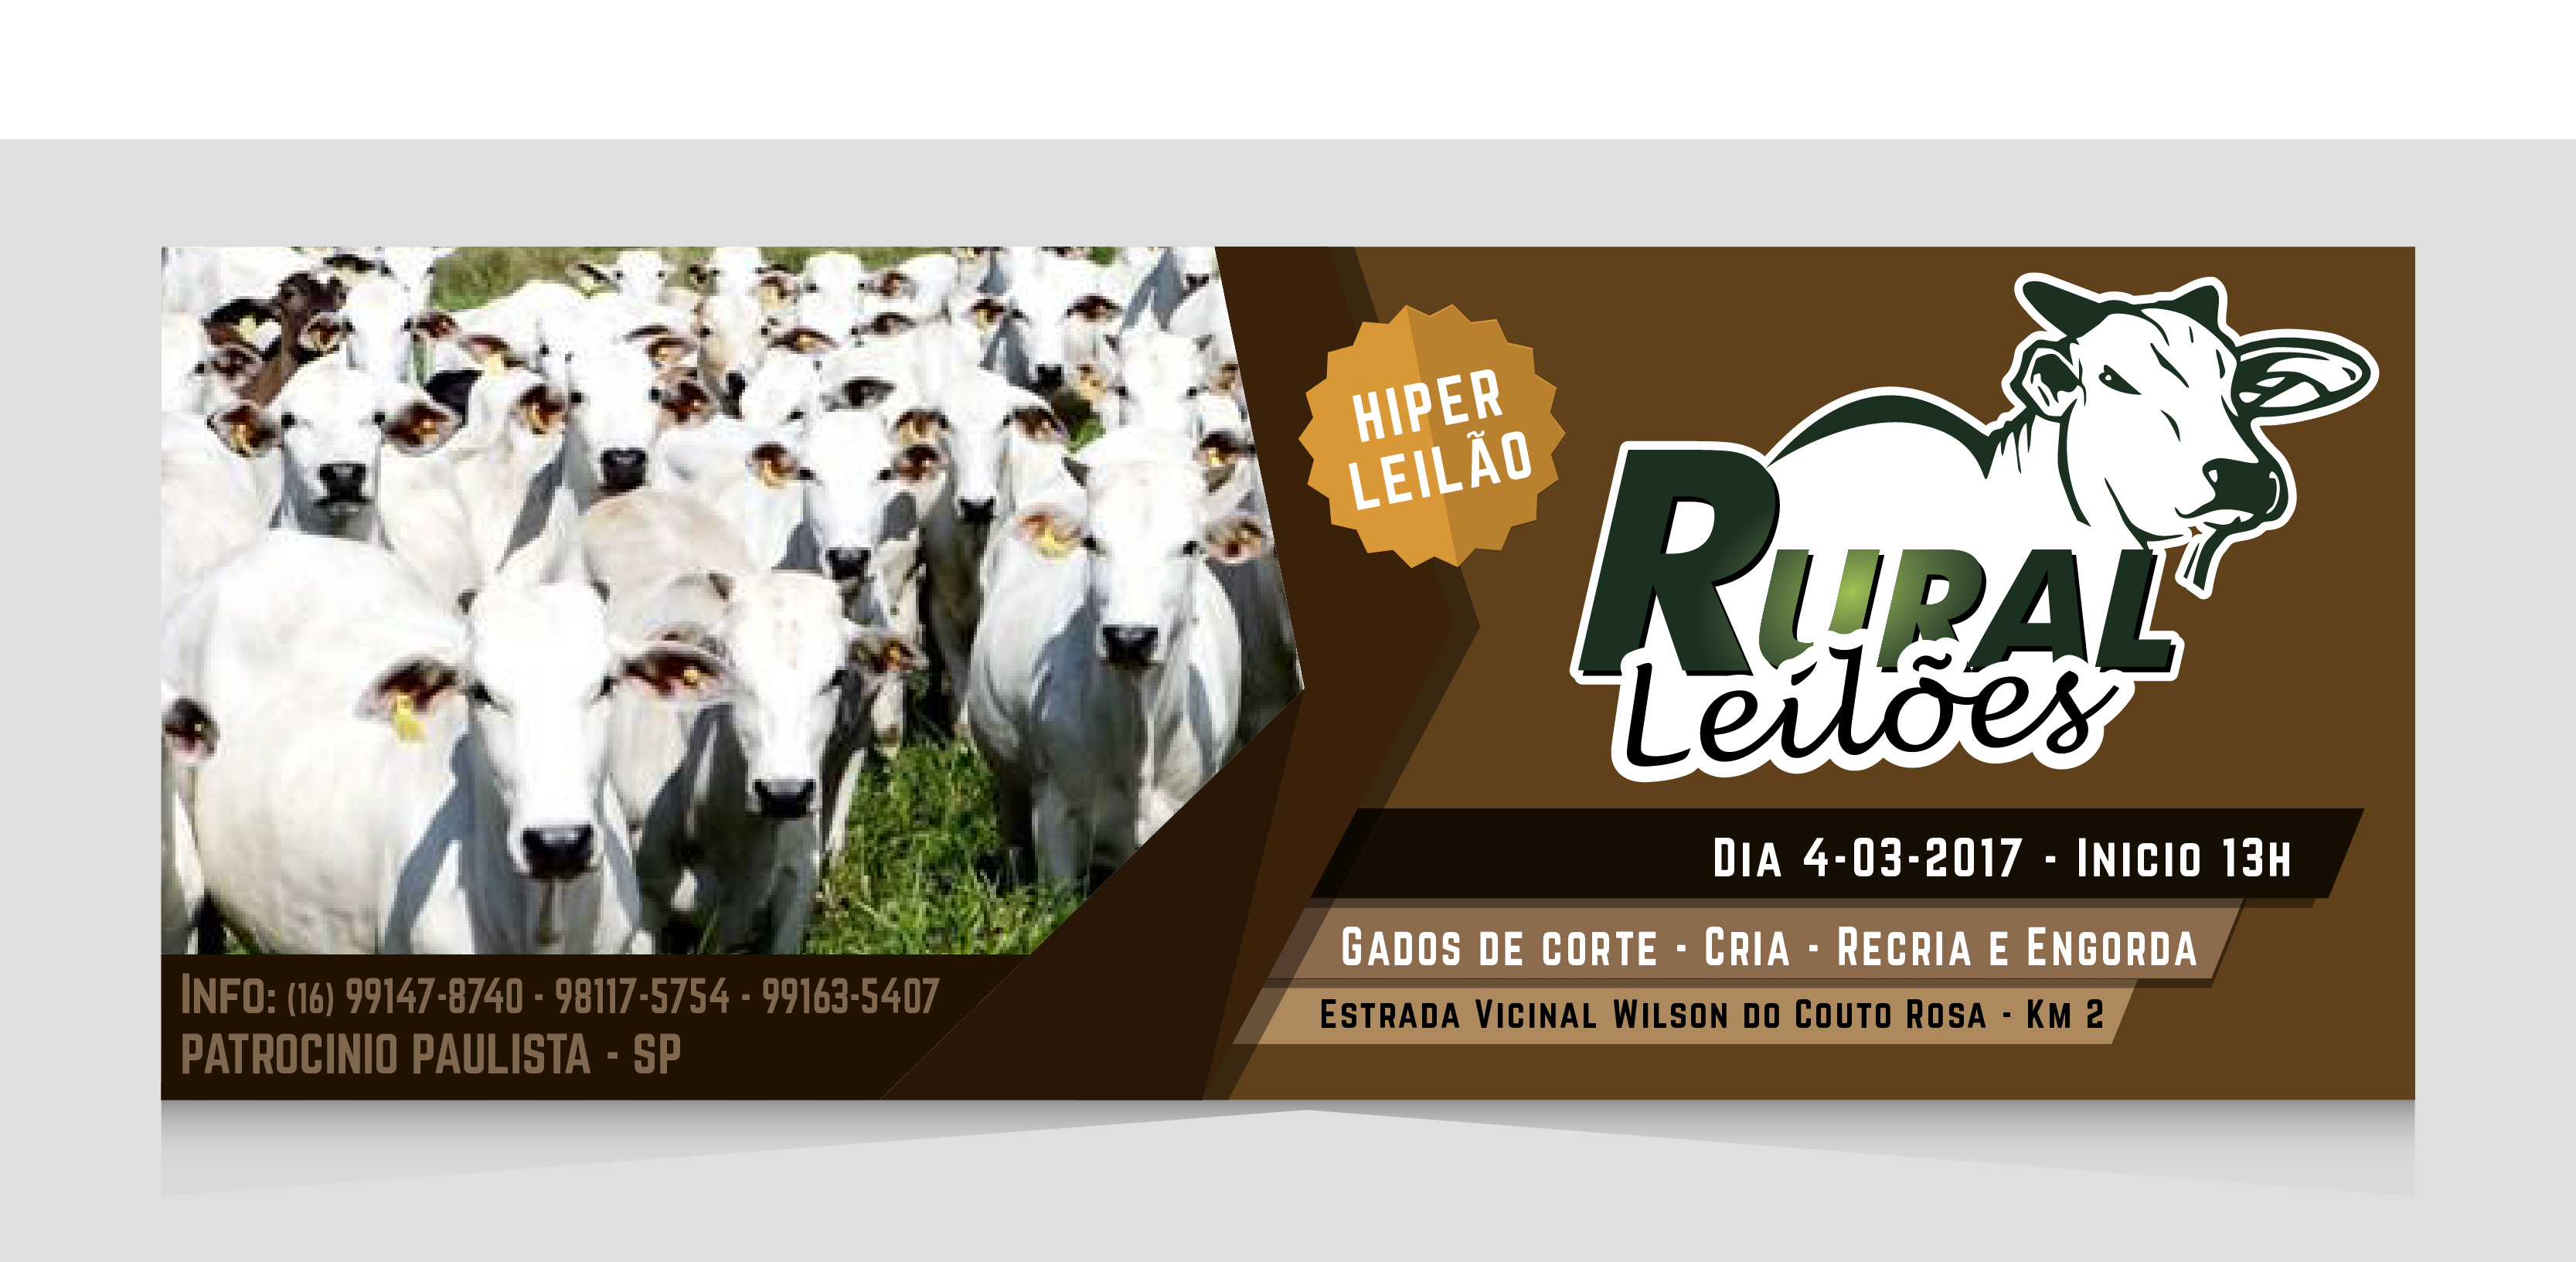 HIPER
LEILÃO
RURAL
Leilões
DIA 4-03-2017 - INICIO 13H
GADOS DE CORTE - CRIA - RECRIA E ENGORDA
ESTRADA VICINAL WILSON DO COUTO ROSA - KM 2
INFO: (16) 99147-8740 - 98117-5754 - 99163-5407
PATROCINIO PAULISTA - SP